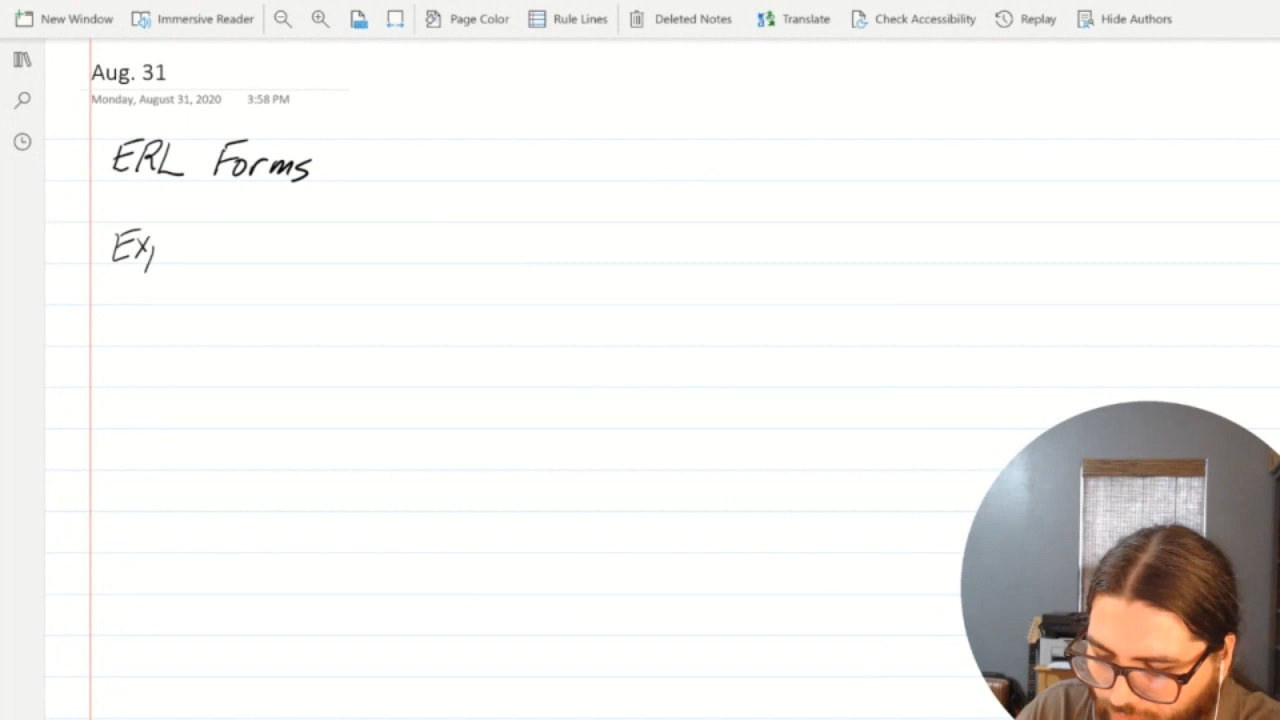 New Window Immersive Reader Page Color Rule Lines Deleted Notes Translate Check Accessibility Replay Hide Authors
Aug. 31
Monday, August 31, 2020 3:58 PM
ERL Forms
Ex,